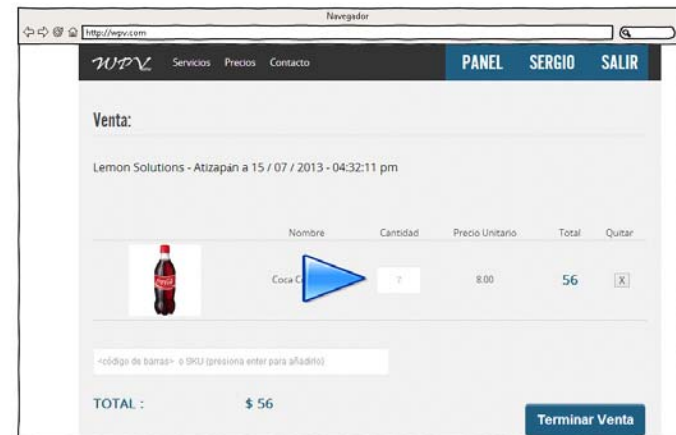 Navegador
http://wpv.com
WPV Servicios Precios Contacto PANEL SERGIO SALIR
Venta:
Lemon Solutions - Atizapán a 15 / 07 / 2013 - 04:32:11 pm
Nombre Cantidad Precio Unitario Total Quitar
Coca 7 8.00 56 X
<código de barras> o SKU (presiona enter para añadirlo)
TOTAL : $ 56
Terminar Venta